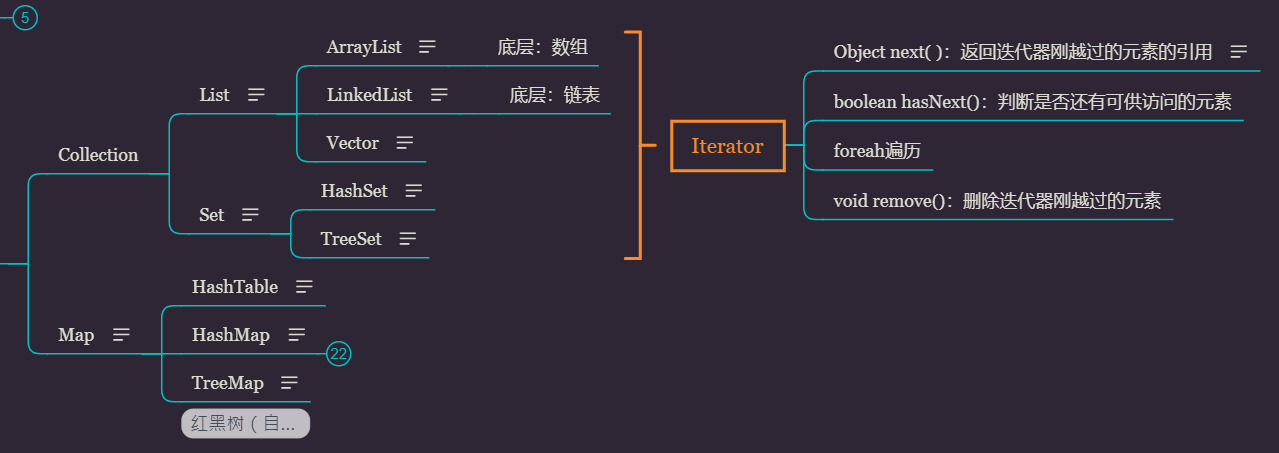 5
Collection
List
ArrayList
底层：数组
LinkedList
底层：链表
Vector
Set
HashSet
TreeSet
Iterator
Object next( )：返回迭代器刚越过的元素的引用
boolean hasNext()：判断是否还有可供访问的元素
foreah遍历
void remove()：删除迭代器刚越过的元素
Map
HashTable
HashMap
22
TreeMap
红黑树（自...